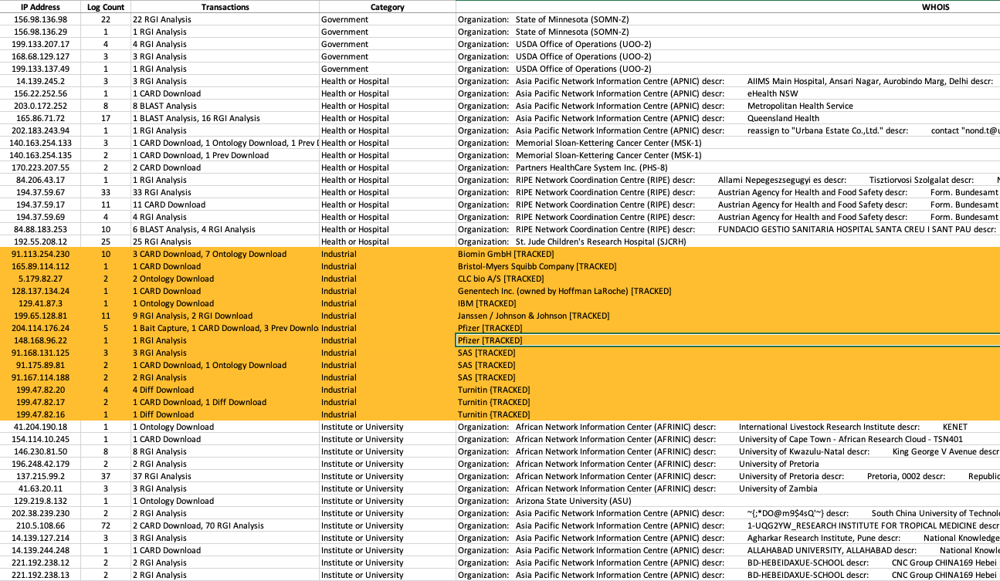 IP Address Log Count Transactions Category WHOIS
156.98.136.98 22 22 RGI Analysis Government Organization: State of Minnesota (SOMN-Z)
156.98.136.29 1 1 RGI Analysis Government Organization: State of Minnesota (SOMN-Z)
199.133.207.17 4 4 RGI Analysis Government Organization: USDA Office of Operations (UOO-2)
168.68.129.127 3 3 RGI Analysis Government Organization: USDA Office of Operations (UOO-2)
199.133.137.49 1 1 RGI Analysis Government Organization: USDA Office of Operations (UOO-2)
14.139.245.2 3 3 RGI Analysis Health or Hospital Organization: Asia Pacific Network Information Centre (APNIC) descr: AIIMS Main Hospital, Ansari Nagar, Aurobindo Marg, Delhi descr:
156.22.252.56 1 1 CARD Download Health or Hospital Organization: Asia Pacific Network Information Centre (APNIC) descr: eHealth NSW
203.0.172.252 8 8 BLAST Analysis Health or Hospital Organization: Asia Pacific Network Information Centre (APNIC) descr: Metropolitan Health Service
165.86.71.72 17 1 BLAST Analysis, 16 RGI Analysis Health or Hospital Organization: Asia Pacific Network Information Centre (APNIC) descr: Queensland Health
202.183.243.94 1 1 RGI Analysis Health or Hospital Organization: Asia Pacific Network Information Centre (APNIC) descr: reassign to "Urbana Estate Co.,Ltd." descr: contact "nond.t@u
140.163.254.133 3 1 CARD Download, 1 Ontology Download, 1 Prev D Health or Hospital Organization: Memorial Sloan-Kettering Cancer Center (MSK-1)
140.163.254.135 2 1 CARD Download, 1 Prev Download Health or Hospital Organization: Memorial Sloan-Kettering Cancer Center (MSK-1)
170.223.207.55 2 2 CARD Download Health or Hospital Organization: Partners HealthCare System Inc. (PHS-8)
84.206.43.17 1 1 RGI Analysis Health or Hospital Organization: RIPE Network Coordination Centre (RIPE) descr: Allami Nepegeszsegugyi es descr: Tisztiorvosi Szolgalat descr: N
194.37.59.67 33 33 RGI Analysis Health or Hospital Organization: RIPE Network Coordination Centre (RIPE) descr: Austrian Agency for Health and Food Safety descr: Form. Bundesamt
194.37.59.17 11 11 CARD Download Health or Hospital Organization: RIPE Network Coordination Centre (RIPE) descr: Austrian Agency for Health and Food Safety descr: Form. Bundesamt
194.37.59.69 4 4 RGI Analysis Health or Hospital Organization: RIPE Network Coordination Centre (RIPE) descr: Austrian Agency for Health and Food Safety descr: Form. Bundesamt
84.88.183.253 10 6 BLAST Analysis, 4 RGI Analysis Health or Hospital Organization: RIPE Network Coordination Centre (RIPE) descr: FUNDACIO GESTIO SANITARIA HOSPITAL SANTA CREU I SANT PAU descr:
192.55.208.12 25 25 RGI Analysis Health or Hospital Organization: St. Jude Children's Research Hospital (SJCRH)
91.113.254.230 10 3 CARD Download, 7 Ontology Download Industrial Biomin GmbH [TRACKED]
165.89.114.112 1 1 CARD Download Industrial Bristol-Myers Squibb Company [TRACKED]
5.179.82.27 2 2 Ontology Download Industrial CLC bio A/S [TRACKED]
128.137.134.24 1 1 CARD Download Industrial Genentech Inc. (owned by Hoffman LaRoche) [TRACKED]
129.41.87.3 1 1 Ontology Download Industrial IBM [TRACKED]
199.65.128.81 11 9 RGI Analysis, 2 RGI Download Industrial Janssen / Johnson & Johnson [TRACKED]
204.114.176.24 5 1 Bait Capture, 1 CARD Download, 3 Prev Downlo Industrial Pfizer [TRACKED]
148.168.96.22 1 1 RGI Analysis Industrial Pfizer [TRACKED]
91.168.131.125 3 3 RGI Analysis Industrial SAS [TRACKED]
91.175.89.81 2 1 CARD Download, 1 Ontology Download Industrial SAS [TRACKED]
91.167.114.188 2 2 RGI Analysis Industrial SAS [TRACKED]
199.47.82.20 4 4 Diff Download Industrial Turnitin {TRACKED]
199.47.82.17 2 1 CARD Download, 1 Diff Download Industrial Turnitin {TRACKED]
199.47.82.16 1 1 Diff Download Industrial Turnitin {TRACKED]
41.204.190.18 1 1 Ontology Download Institute or University Organization: African Network Information Center (AFRINIC) descr: International Livestock Research Institute descr: KENET
154.114.10.245 1 1 CARD Download Institute or University Organization: African Network Information Center (AFRINIC) descr: University of Cape Town - African Research Cloud - TSN401
146.230.81.50 8 8 RGI Analysis Institute or University Organization: African Network Information Center (AFRINIC) descr: University of Kwazulu-Natal descr: King George V Avenue descr
196.248.42.179 2 2 RGI Analysis Institute or University Organization: African Network Information Center (AFRINIC) descr: University of Pretoria
137.215.99.2 37 37 RGI Analysis Institute or University Organization: African Network Information Center (AFRINIC) descr: University of Pretoria descr: Pretoria, 0002 descr: Republic
41.63.20.11 3 3 RGI Analysis Institute or University Organization: African Network Information Center (AFRINIC) descr: University of Zambia
129.219.8.132 1 1 Ontology Download Institute or University Organization: Arizona State University (ASU)
202.38.239.230 2 2 RGI Analysis Institute or University Organization: Asia Pacific Network Information Centre (APNIC) descr: ~{;*DO@m9$4sQ'~} descr: South China University of Technol
210.5.108.66 72 2 CARD Download, 70 RGI Analysis Institute or University Organization: Asia Pacific Network Information Centre (APNIC) descr: 1-UQG2YW_RESEARCH INSTITUTE FOR TROPICAL MEDICINE descr
14.139.127.214 3 3 RGI Analysis Institute or University Organization: Asia Pacific Network Information Centre (APNIC) descr: Agharkar Research Institute, Pune descr: National Knowledge
14.139.244.248 1 1 CARD Download Institute or University Organization: Asia Pacific Network Information Centre (APNIC) descr: ALLAHABAD UNIVERSITY, ALLAHABAD descr: National Knowle
221.192.238.12 2 2 RGI Analysis Institute or University Organization: Asia Pacific Network Information Centre (APNIC) descr: BD-HEBEIDAXUE-SCHOOL descr: CNC Group CHINA169 Hebei
221.192.238.13 2 2 RGI Analysis Institute or University Organization: Asia Pacific Network Information Centre (APNIC) descr: BD-HEBEIDAXUE-SCHOOL descr: CNC Group CHINA169 Hebei